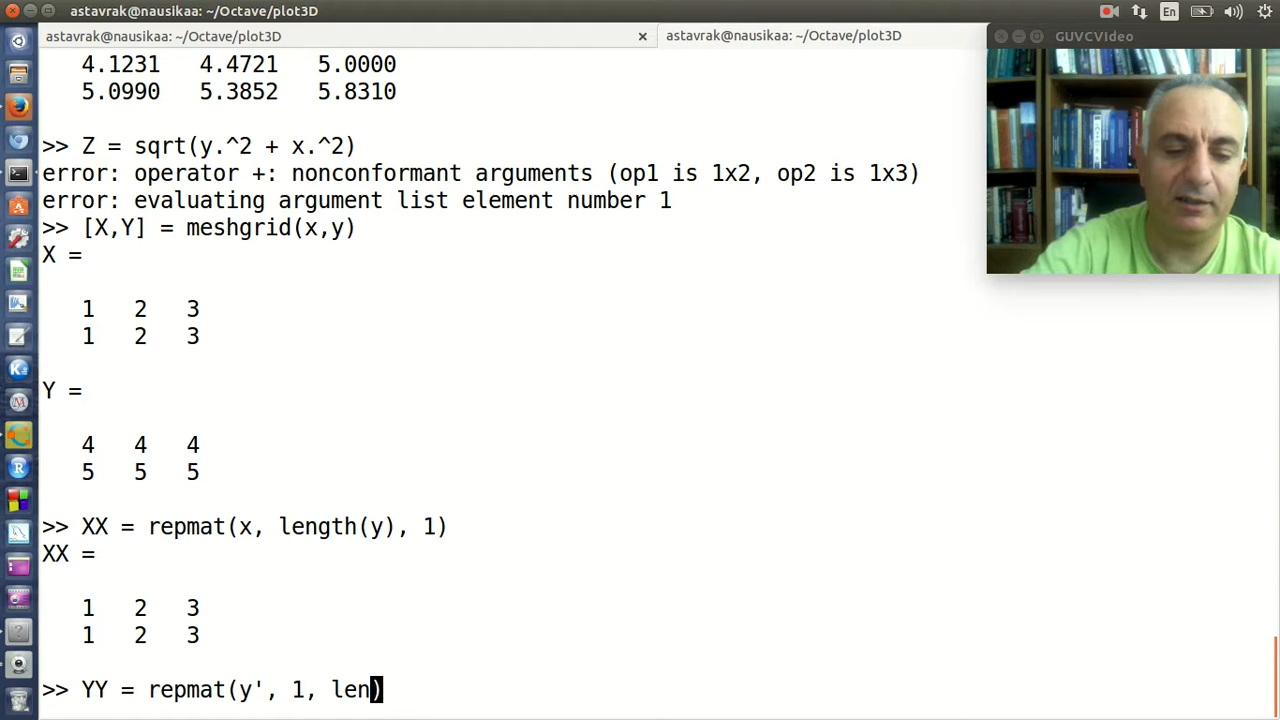 astavrak@nausikaa: ~/Octave/plot3D
En
astavrak@nausikaa: ~/Octave/plot3D
astavrak@nausikaa: ~/Octave/plot3D
GUVCVIdeo
4.1231 4.4721 5.0000
5.0990 5.3852 5.8310
>> Z = sqrt(y.^2 + x.^2)
error: operator +: nonconformant arguments (op1 is 1x2, op2 is 1x3)
error: evaluating argument list element number 1
>> [X,Y] = meshgrid(x,y)
X =
1 2 3
1 2 3
Y =
4 4 4
5 5 5
>> XX = repmat(x, length(y), 1)
XX =
1 2 3
1 2 3
>> YY = repmat(y', 1, len)